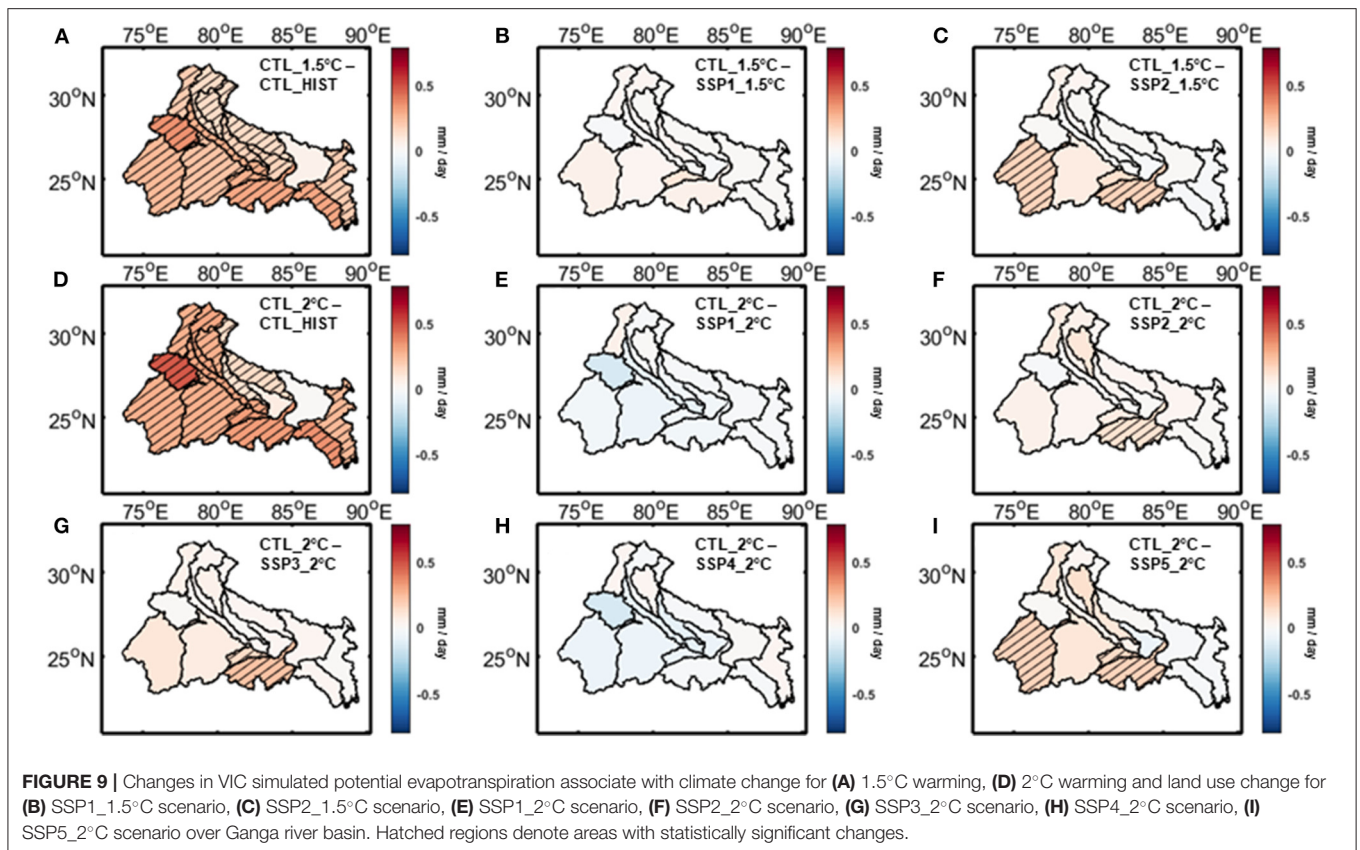 75°E 80°E 85°E 90°E
A
CTL_1.5°C –
CTL_HIST
30°N
25°N
0.5
0
-0.5
mm / day
75°E 80°E 85°E 90°E
B
CTL_1.5°C –
SSP1_1.5°C
30°N
25°N
0.5
0
-0.5
mm / day
75°E 80°E 85°E 90°E
C
CTL_1.5°C –
SSP2_1.5°C
30°N
25°N
0.5
0
-0.5
mm / day
75°E 80°E 85°E 90°E
D
CTL_2°C –
CTL_HIST
30°N
25°N
0.5
0
-0.5
mm / day
75°E 80°E 85°E 90°E
E
CTL_2°C –
SSP1_2°C
30°N
25°N
0.5
0
-0.5
mm / day
75°E 80°E 85°E 90°E
F
CTL_2°C –
SSP2_2°C
30°N
25°N
0.5
0
-0.5
mm / day
75°E 80°E 85°E 90°E
G
CTL_2°C –
SSP3_2°C
30°N
25°N
0.5
0
-0.5
mm / day
75°E 80°E 85°E 90°E
H
CTL_2°C –
SSP4_2°C
30°N
25°N
0.5
0
-0.5
mm / day
75°E 80°E 85°E 90°E
I
CTL_2°C –
SSP5_2°C
30°N
25°N
0.5
0
-0.5
mm / day
FIGURE 9 | Changes in VIC simulated potential evapotranspiration associate with climate change for (A) 1.5°C warming, (D) 2°C warming and land use change for
(B) SSP1_1.5°C scenario, (C) SSP2_1.5°C scenario, (E) SSP1_2°C scenario, (F) SSP2_2°C scenario, (G) SSP3_2°C scenario, (H) SSP4_2°C scenario, (I)
SSP5_2°C scenario over Ganga river basin. Hatched regions denote areas with statistically significant changes.